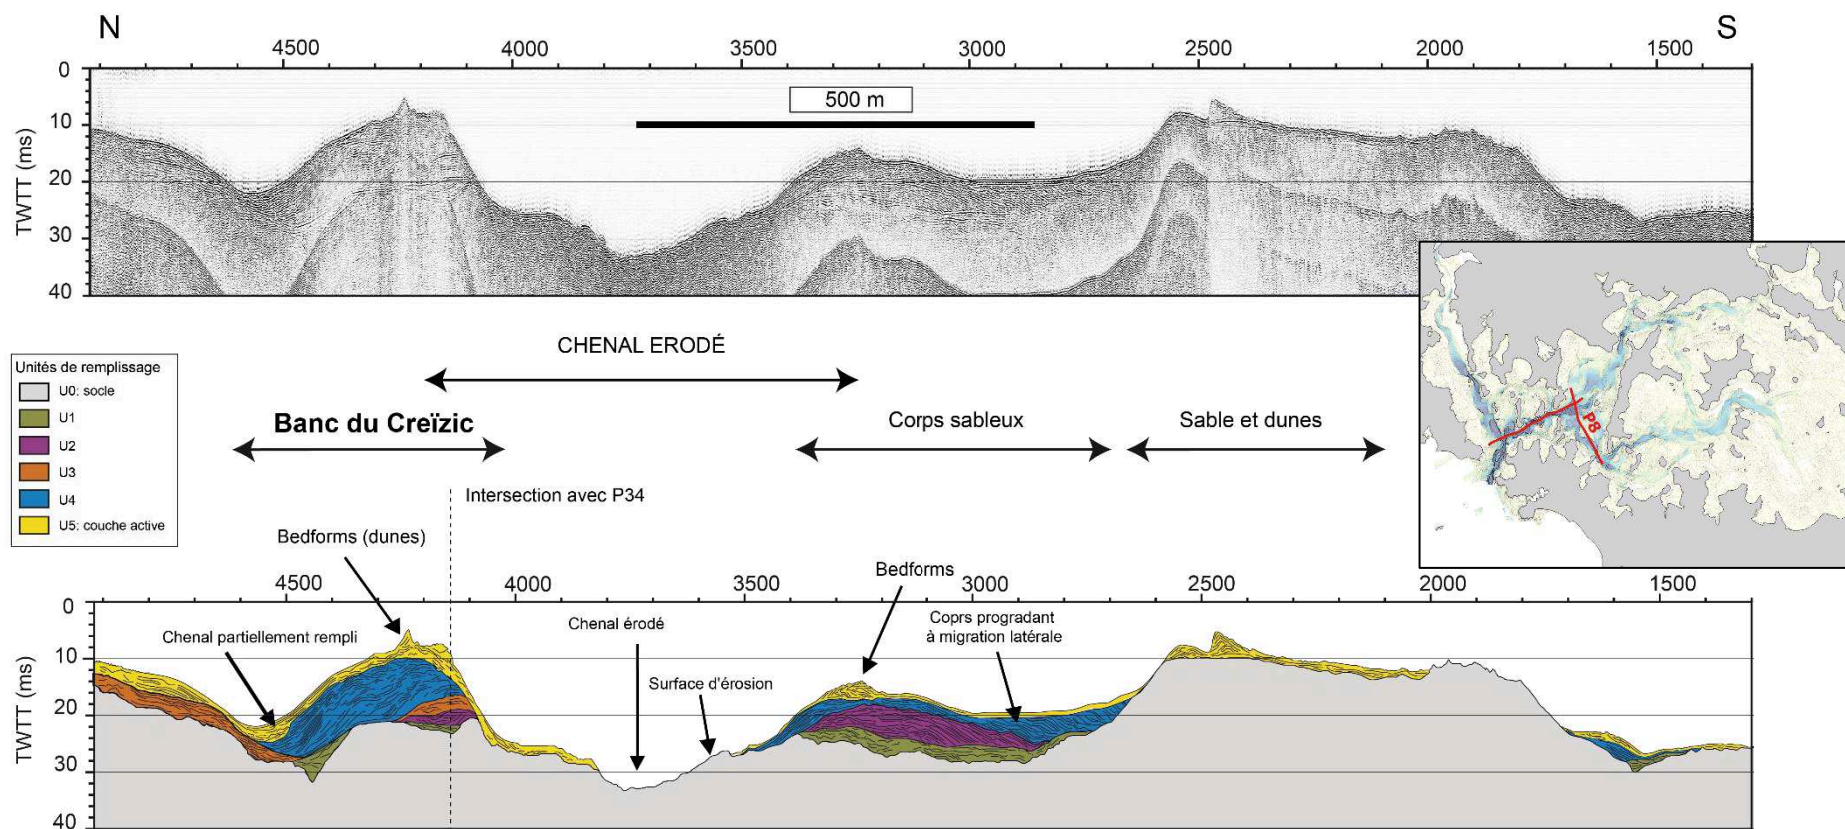 N
S
4500 4000 3500 3000 2500 2000 1500
0
10
20
30
40
TWTT (ms)
500 m
CHENAL ERODÉ
Banc du Creïzic
Corps sableux
Sable et dunes
Unités de remplissage
U0: socle
U1
U2
U3
U4
U5: couche active
P8
Intersection avec P34
Bedforms (dunes)
Chenal partiellement rempli
Chenal érodé
Surface d'érosion
Bedforms
Coprs progradant
à migration latérale
4500 4000 3500 3000 2500 2000 1500
0
10
20
30
40
TWTT (ms)